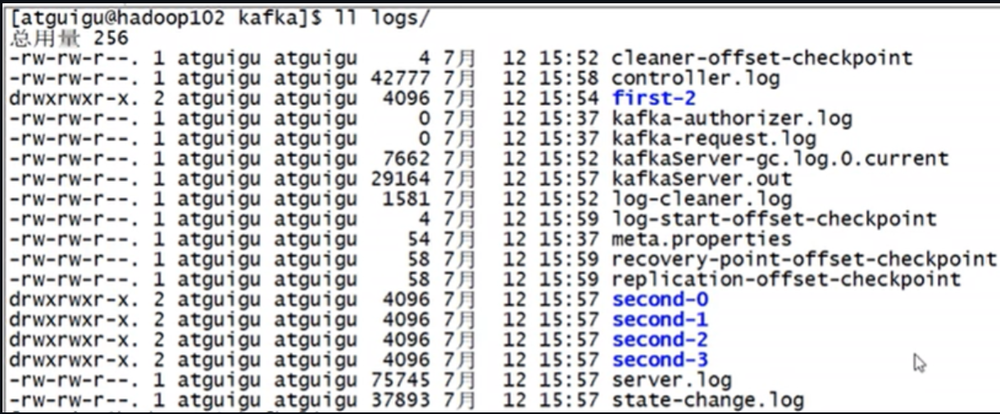 [atguigu@hadoop102 kafka]$ ll logs/
总用量 256
-rw-rw-r--. 1 atguigu atguigu     4 7月   12 15:52 cleaner-offset-checkpoint
-rw-rw-r--. 1 atguigu atguigu 42777 7月   12 15:58 controller.log
drwxrwxr-x. 2 atguigu atguigu  4096 7月   12 15:54 first-2
-rw-rw-r--. 1 atguigu atguigu     0 7月   12 15:37 kafka-authorizer.log
-rw-rw-r--. 1 atguigu atguigu     0 7月   12 15:37 kafka-request.log
-rw-rw-r--. 1 atguigu atguigu  7662 7月   12 15:52 kafkaServer-gc.log.0.current
-rw-rw-r--. 1 atguigu atguigu 29164 7月   12 15:57 kafkaServer.out
-rw-rw-r--. 1 atguigu atguigu  1581 7月   12 15:52 log-cleaner.log
-rw-rw-r--. 1 atguigu atguigu     4 7月   12 15:59 log-start-offset-checkpoint
-rw-rw-r--. 1 atguigu atguigu    54 7月   12 15:37 meta.properties
-rw-rw-r--. 1 atguigu atguigu    58 7月   12 15:59 recovery-point-offset-checkpoint
-rw-rw-r--. 1 atguigu atguigu    58 7月   12 15:59 replication-offset-checkpoint
drwxrwxr-x. 2 atguigu atguigu  4096 7月   12 15:57 second-0
drwxrwxr-x. 2 atguigu atguigu  4096 7月   12 15:57 second-1
drwxrwxr-x. 2 atguigu atguigu  4096 7月   12 15:57 second-2
drwxrwxr-x. 2 atguigu atguigu  4096 7月   12 15:57 second-3
-rw-rw-r--. 1 atguigu atguigu 75745 7月   12 15:57 server.log
-rw-rw-r--. 1 atguigu atguigu 37893 7月   12 15:57 state-change.log